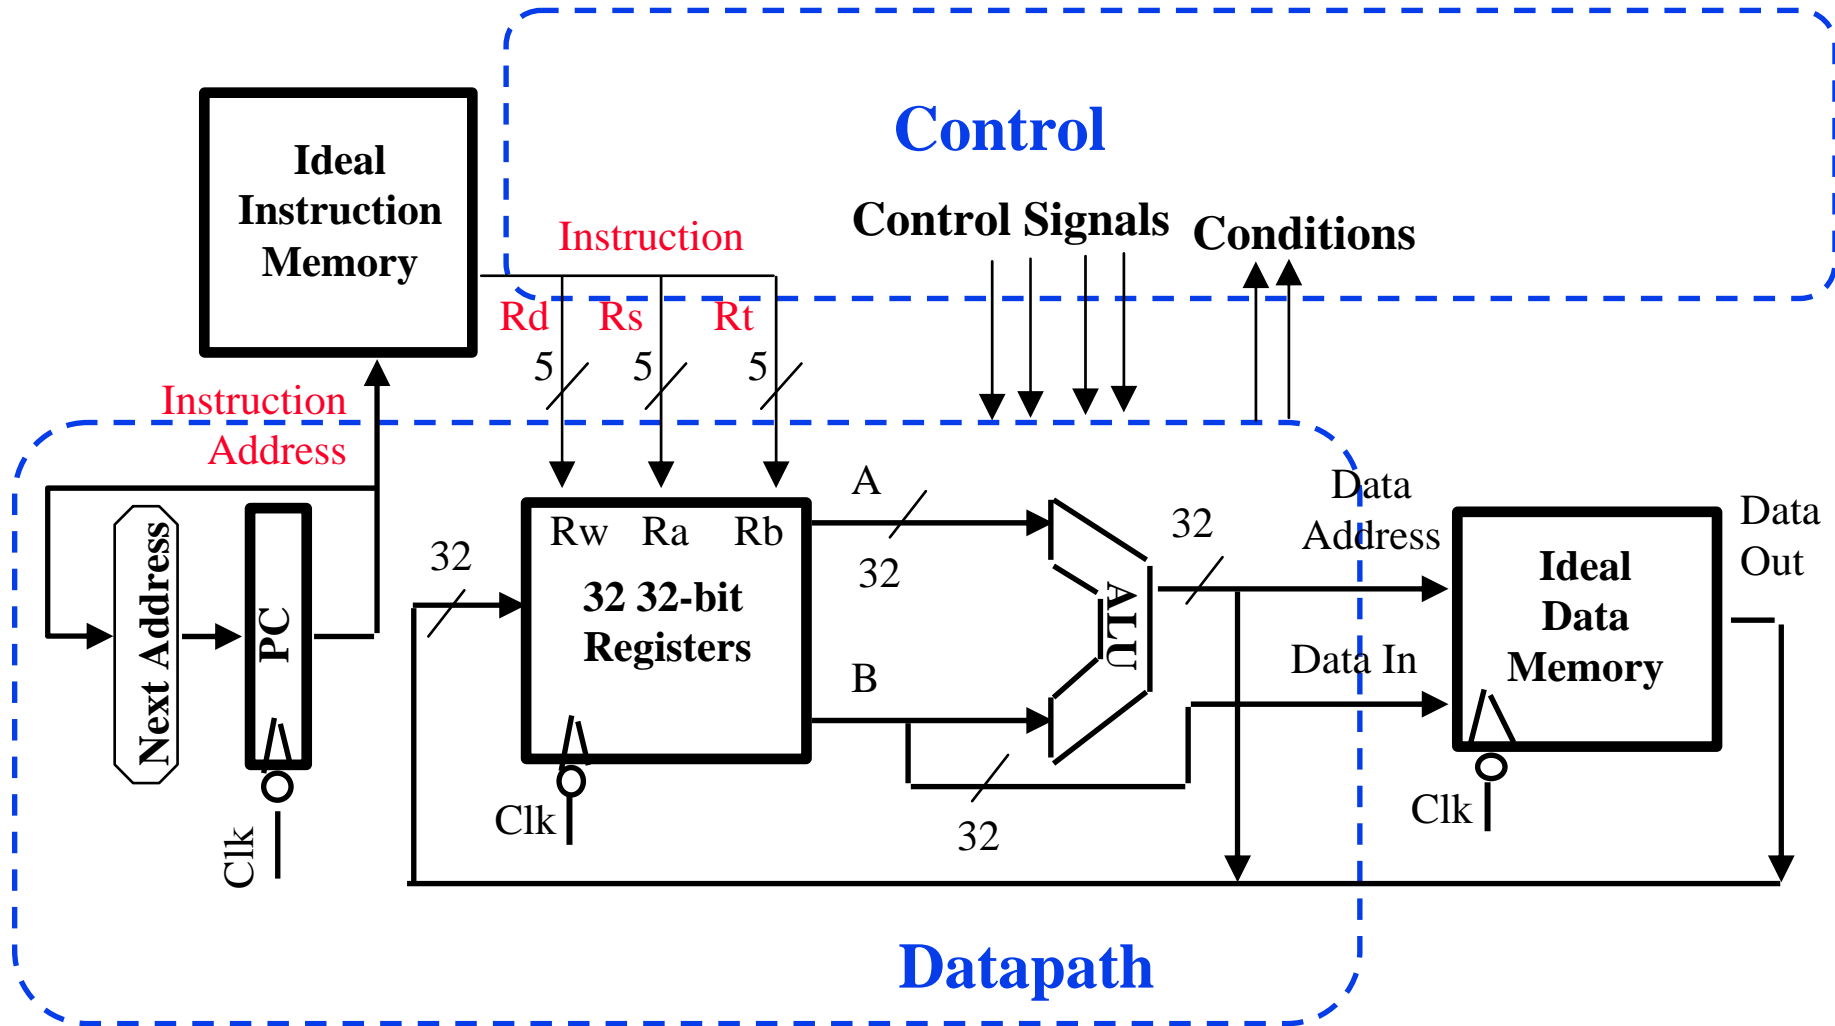 Control
Ideal
Instruction
Memory
Control Signals
Conditions
Instruction
Rd
Rs
Rt
5
5
5
Instruction
Address
Next Address
PC
Clk
32
Rw
Ra
Rb
32 32-bit
Registers
Clk
A
32
B
32
ALU
32
Data
Address
Data In
Ideal
Data
Memory
Clk
Data
Out
Datapath